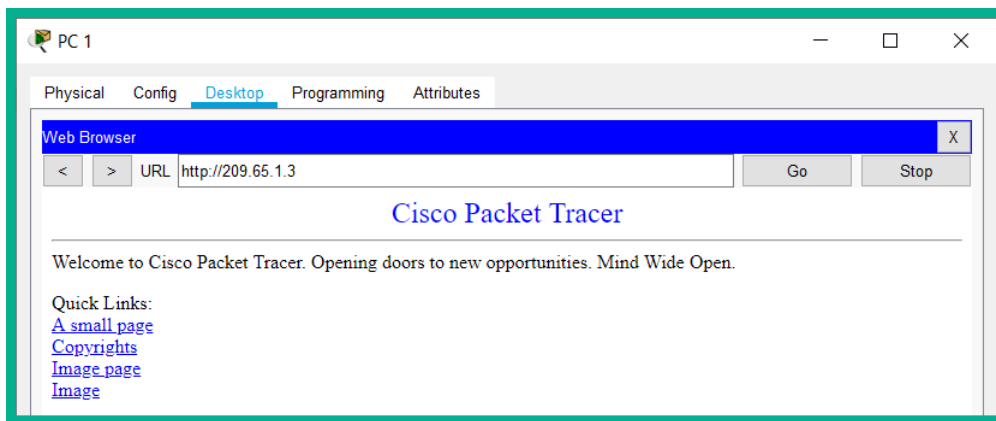 PC 1
Physical Config Desktop Programming Attributes
Web Browser X
< > URL http://209.65.1.3 Go Stop
Cisco Packet Tracer
Welcome to Cisco Packet Tracer. Opening doors to new opportunities. Mind Wide Open.
Quick Links:
A small page
Copyrights
Image page
Image